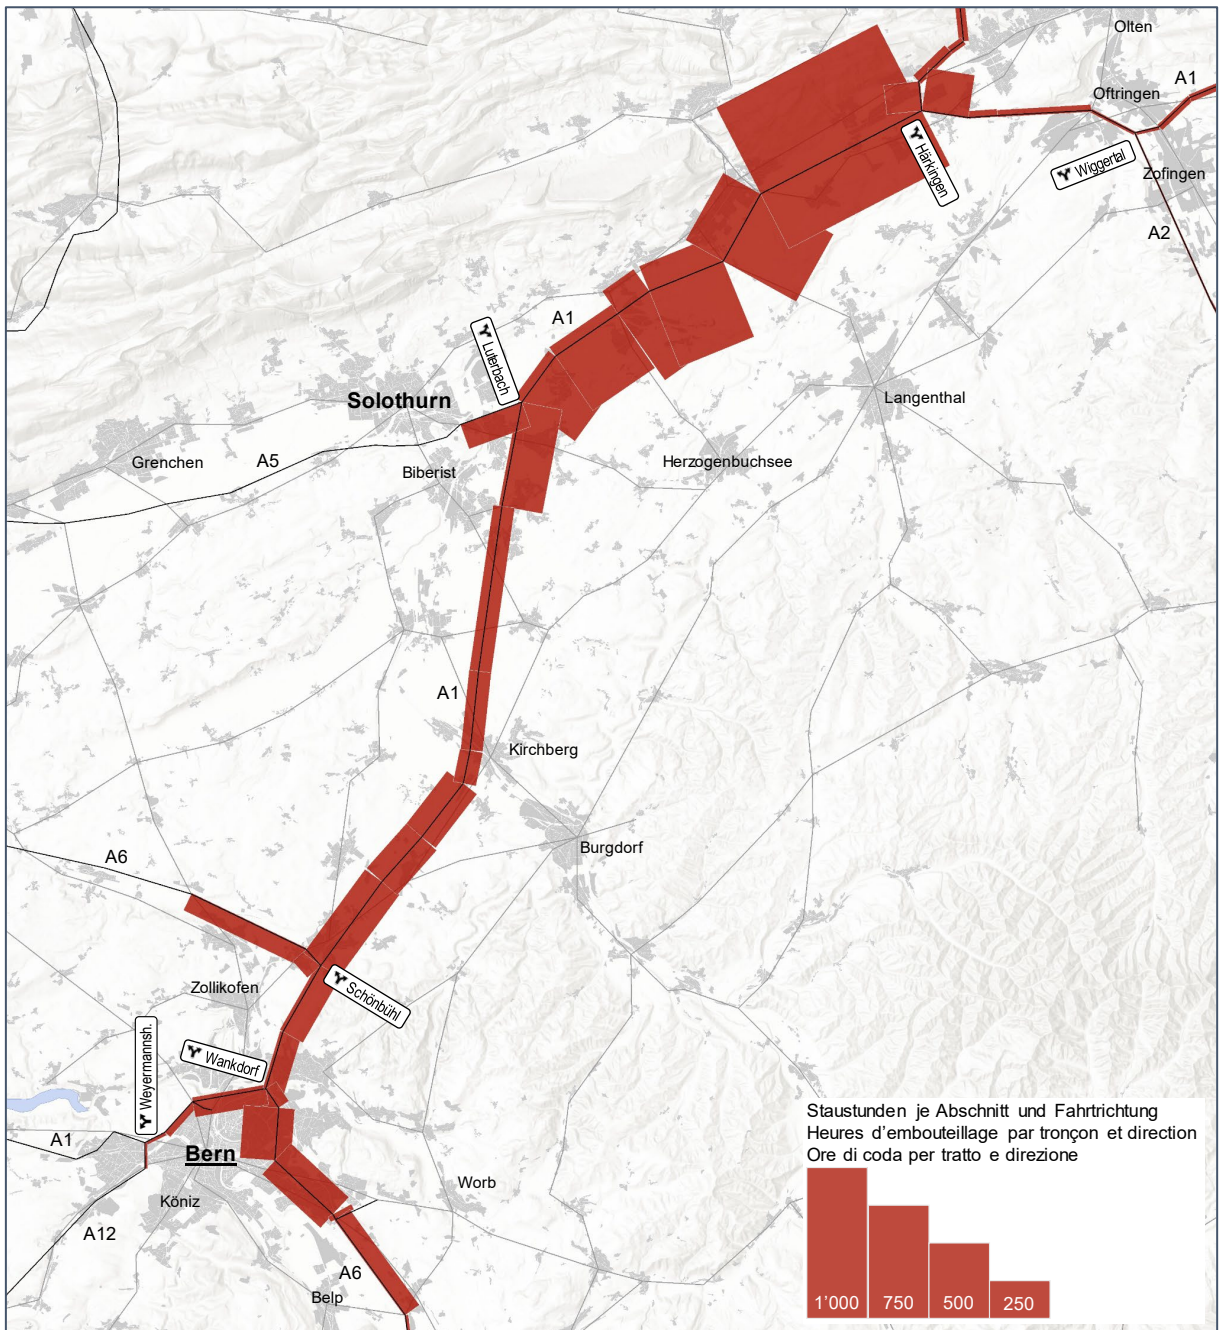 Olten
A1
Oftringen
Härkingen
Wiggertal
Zofingen
A2
A1
Luterbach
Solothurn
Langenthal
Grenchen
A5
Biberist
Herzogenbuchsee
A1
Kirchberg
Burgdorf
A6
Zollikofen
Schönbühl
Wankdorf
Weyermannsh.
A1
Bern
Köniz
Worb
A12
A6
Belp
Staustunden je Abschnitt und Fahrtrichtung
Heures d'embouteillage par tronçon et direction
Ore di coda per tratto e direzione
1'000
750
500
250